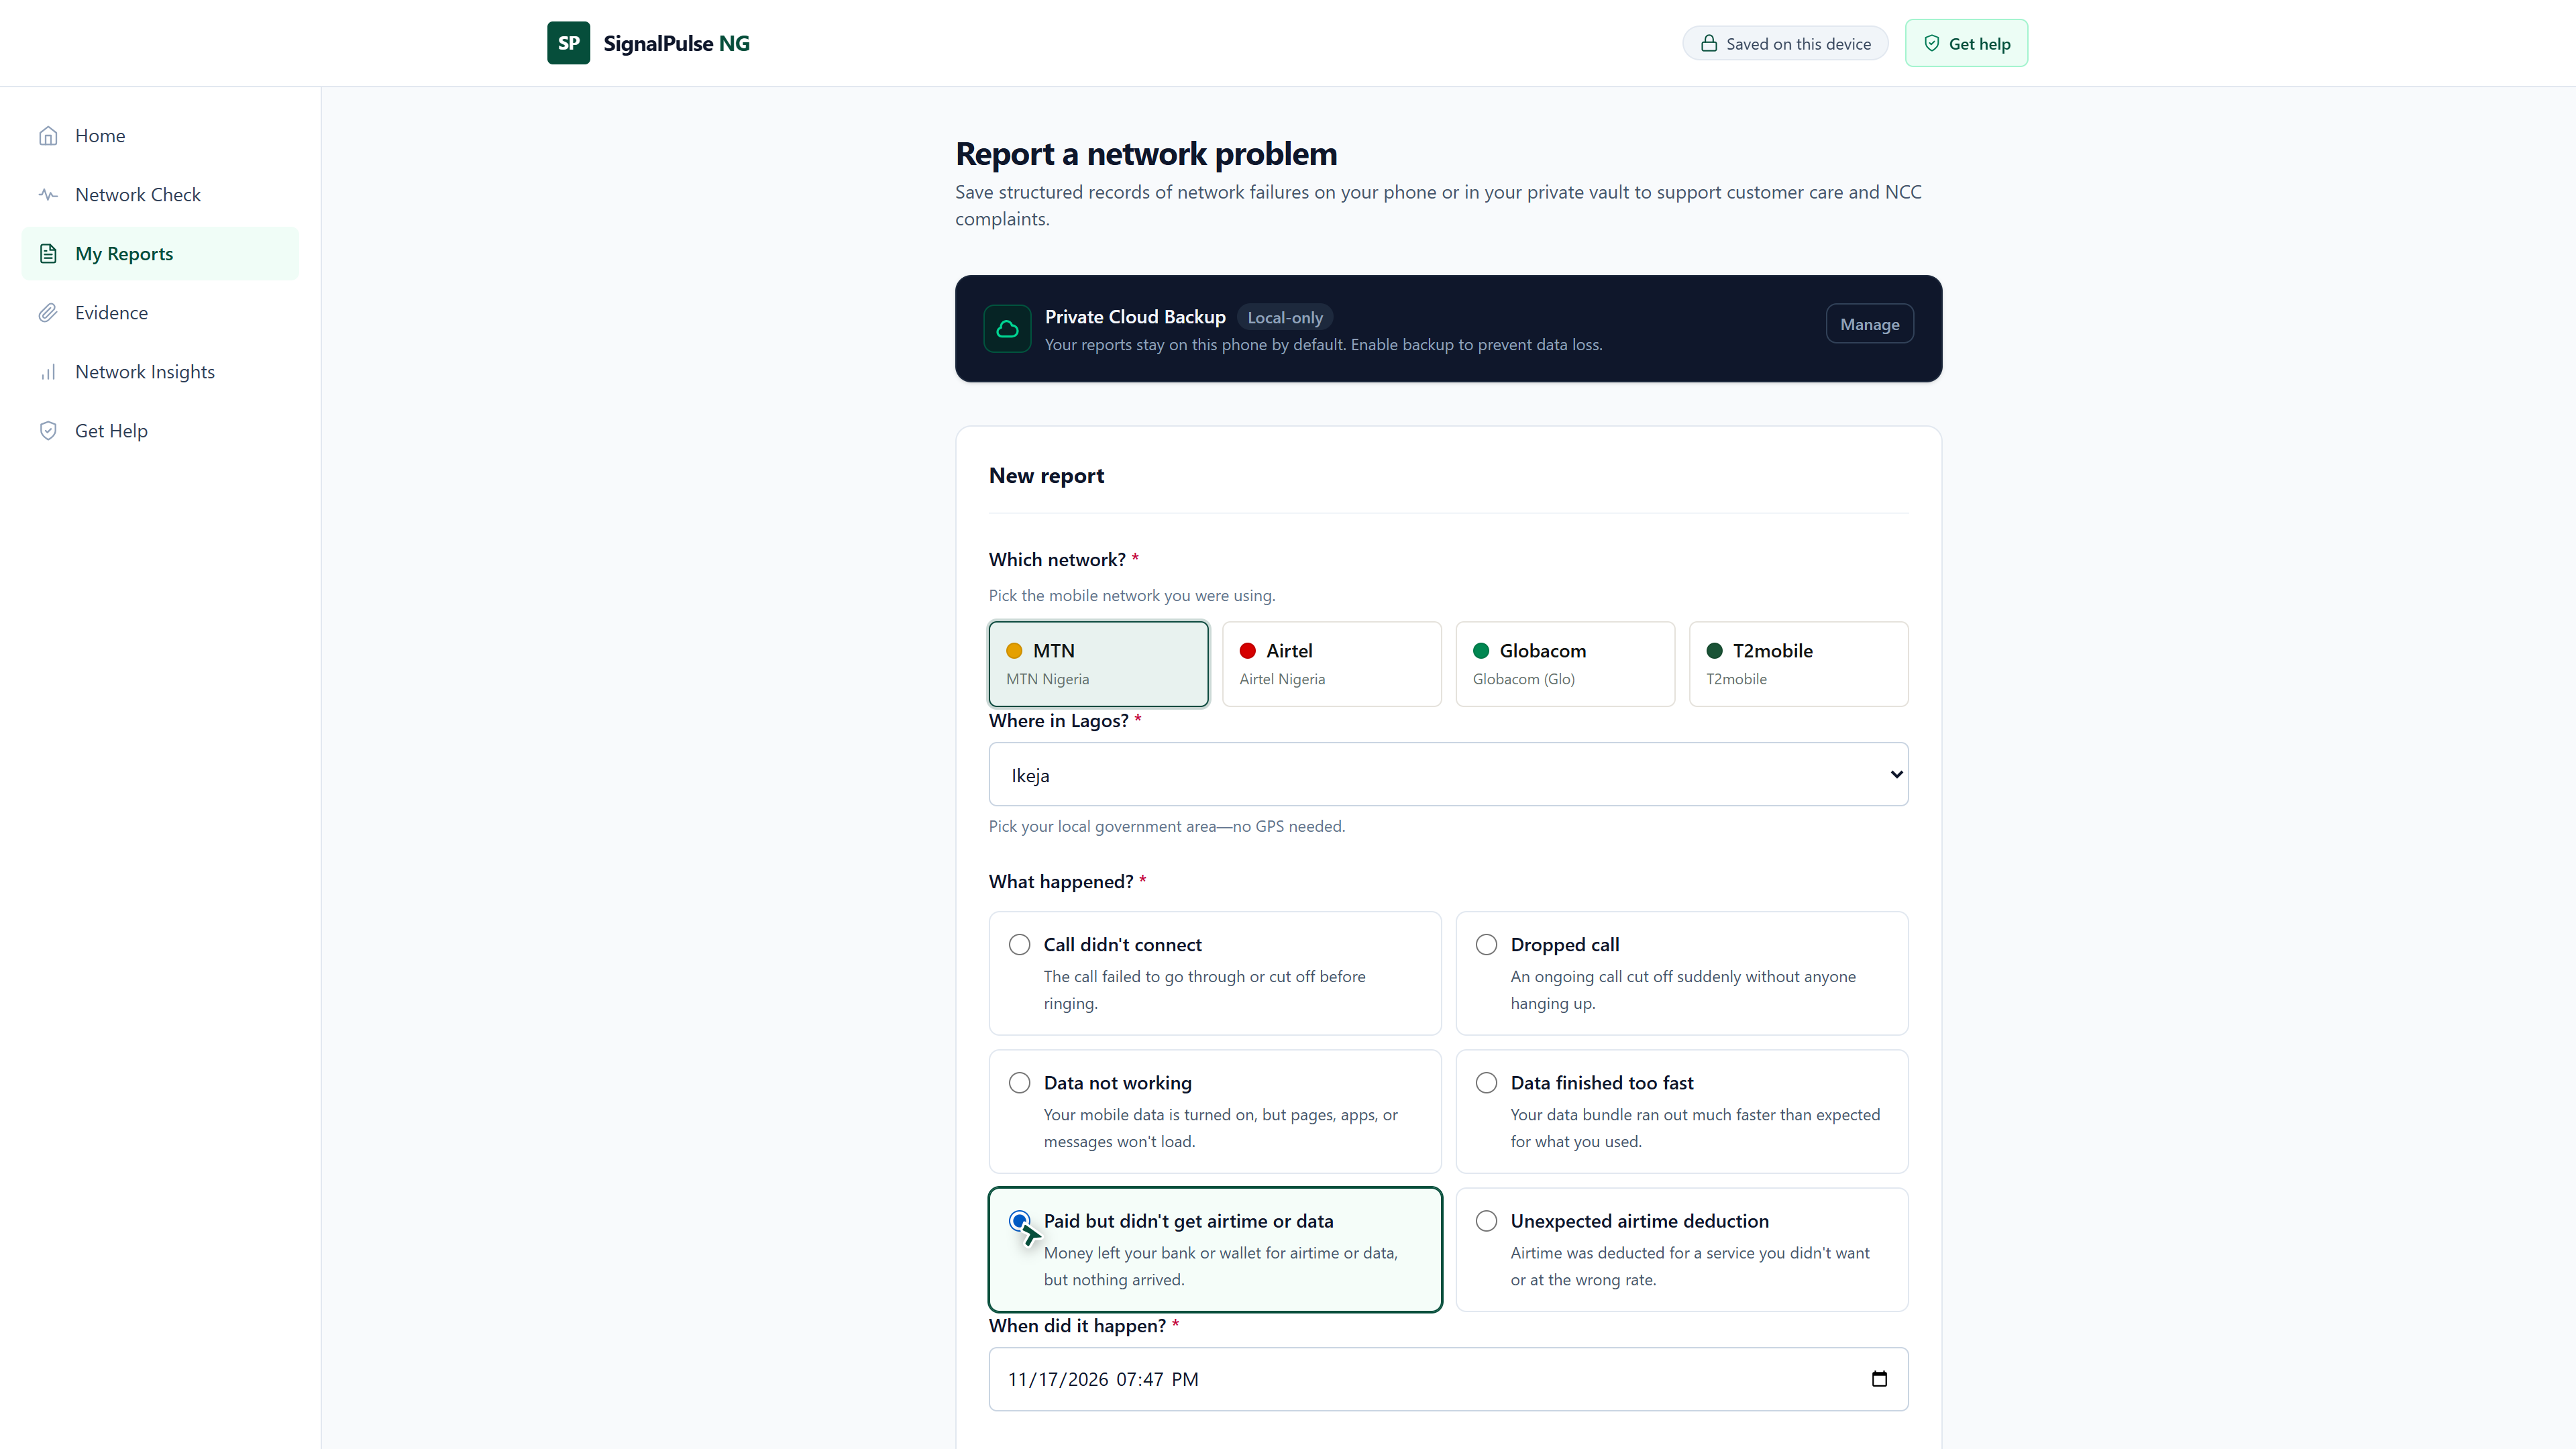 SP SignalPulse NG
Saved on this device
Get help
Home
Network Check
My Reports
Evidence
Network Insights
Get Help
Report a network problem
Save structured records of network failures on your phone or in your private vault to support customer care and NCC
complaints.
Private Cloud Backup Local-only
Your reports stay on this phone by default. Enable backup to prevent data loss.
Manage
New report
Which network? *
Pick the mobile network you were using.
MTN
MTN Nigeria
Airtel
Airtel Nigeria
Globacom
Globacom (Glo)
T2mobile
T2mobile
Where in Lagos? *
Ikeja
Pick your local government area—no GPS needed.
What happened? *
Call didn't connect
The call failed to go through or cut off before
ringing.
Dropped call
An ongoing call cut off suddenly without anyone
hanging up.
Data not working
Your mobile data is turned on, but pages, apps, or
messages won't load.
Data finished too fast
Your data bundle ran out much faster than expected
for what you used.
Paid but didn't get airtime or data
Money left your bank or wallet for airtime or data,
but nothing arrived.
Unexpected airtime deduction
Airtime was deducted for a service you didn't want
or at the wrong rate.
When did it happen? *
11/17/2026 07:47 PM